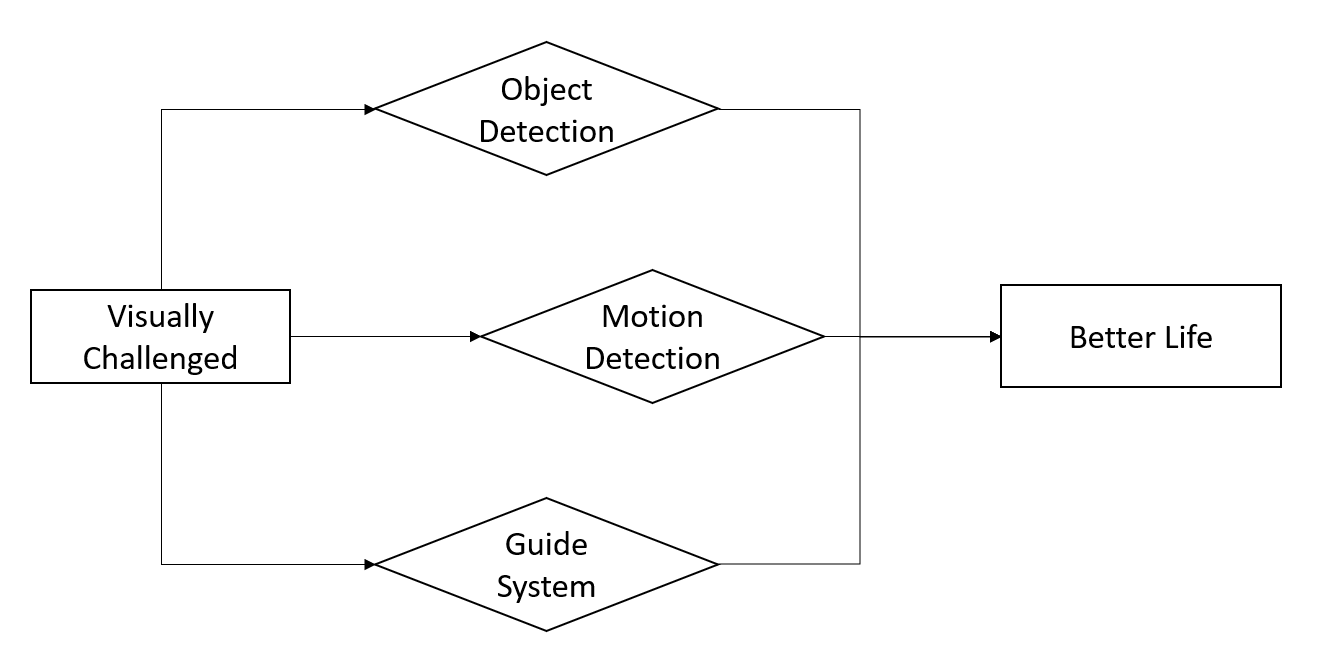 Object
Detection
Visually
Challenged
Motion
Detection
Better Life
Guide
System